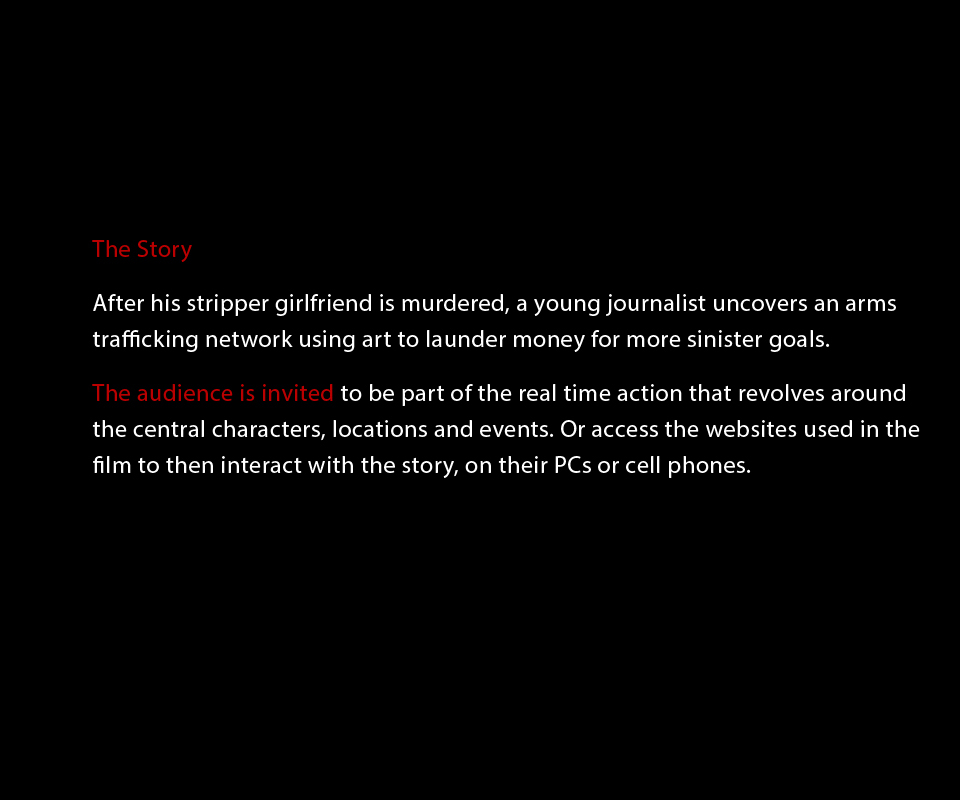 The Story
After his stripper girlfriend is murdered, a young journalist uncovers an arms
trafficking network using art to launder money for more sinister goals.
The audience is invited to be part of the real time action that revolves around
the central characters, locations and events. Or access the websites used in the
film to then interact with the story, on their PCs or cell phones.